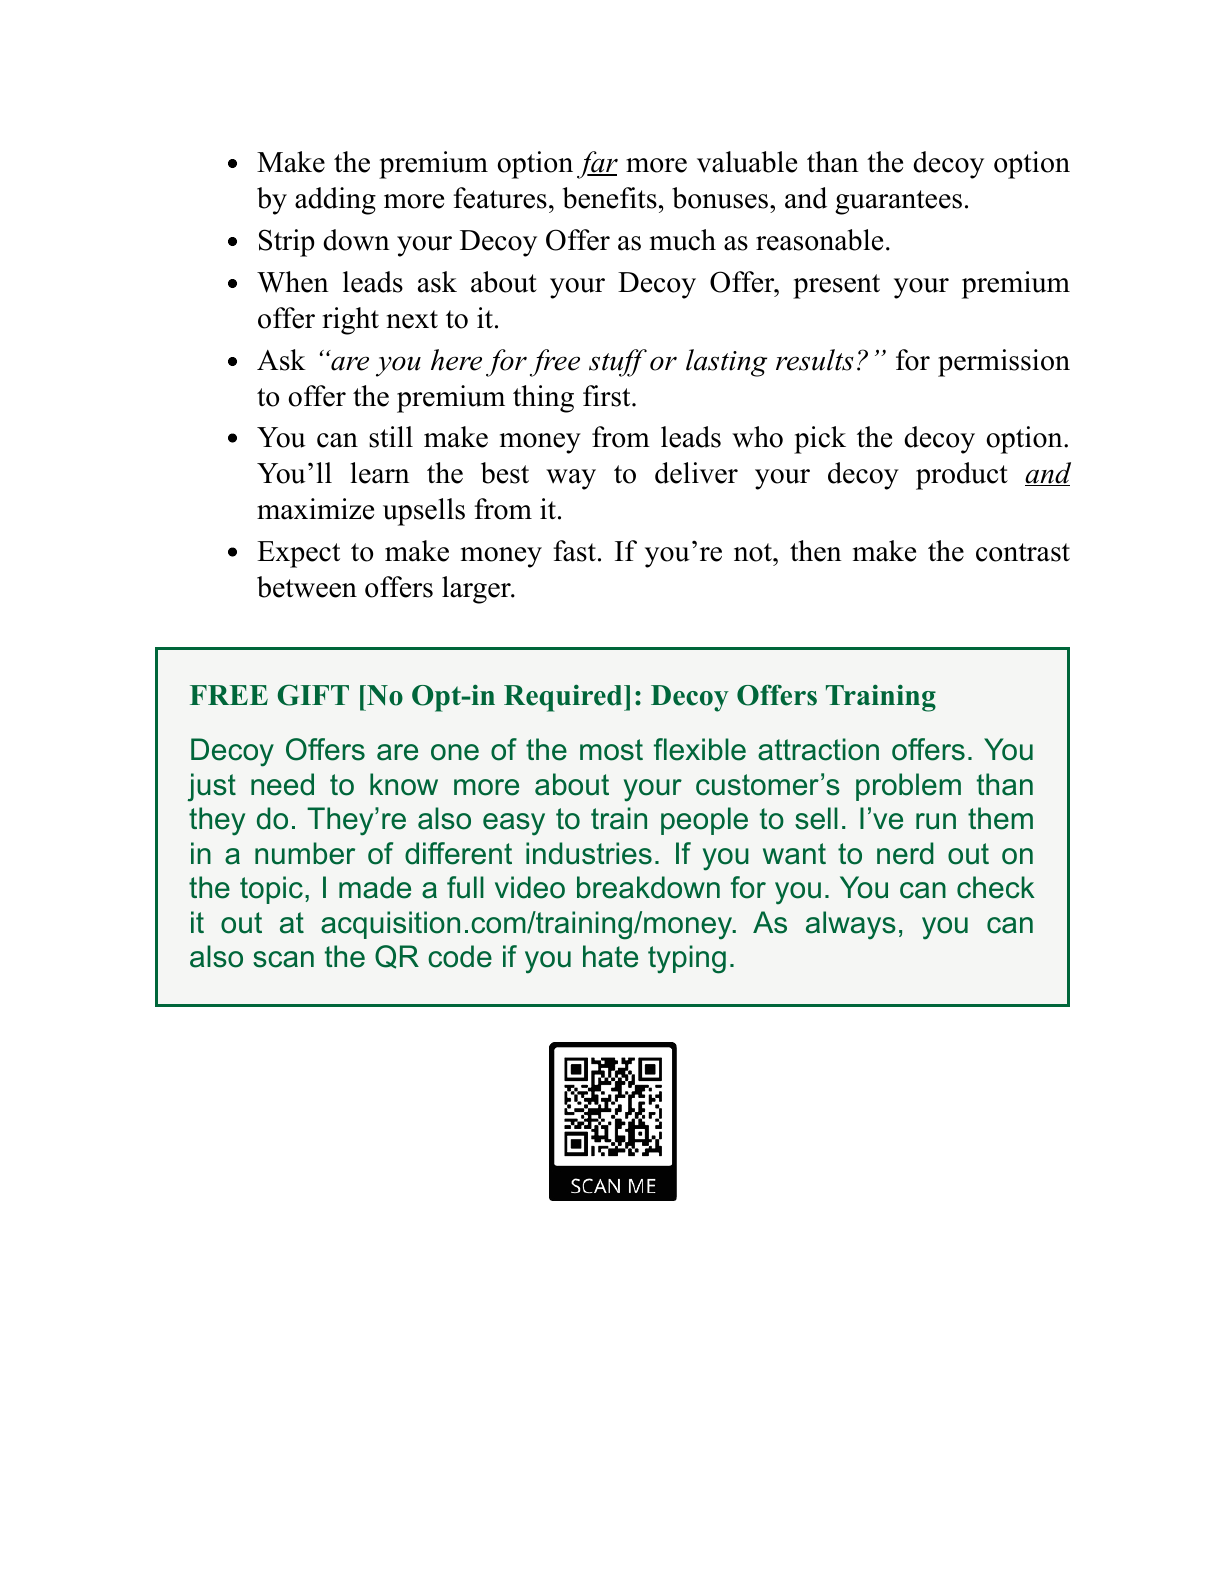 • Make the premium option far more valuable than the decoy option
by adding more features, benefits, bonuses, and guarantees.
• Strip down your Decoy Offer as much as reasonable.
• When leads ask about your Decoy Offer, present your premium
offer right next to it.
• Ask “are you here for free stuff or lasting results?” for permission
to offer the premium thing first.
• You can still make money from leads who pick the decoy option.
You’ll learn the best way to deliver your decoy product and
maximize upsells from it.
• Expect to make money fast. If you’re not, then make the contrast
between offers larger.
FREE GIFT [No Opt-in Required]: Decoy Offers Training
Decoy Offers are one of the most flexible attraction offers. You
just need to know more about your customer’s problem than
they do. They’re also easy to train people to sell. I’ve run them
in a number of different industries. If you want to nerd out on
the topic, I made a full video breakdown for you. You can check
it out at acquisition.com/training/money. As always, you can
also scan the QR code if you hate typing.
SCAN ME